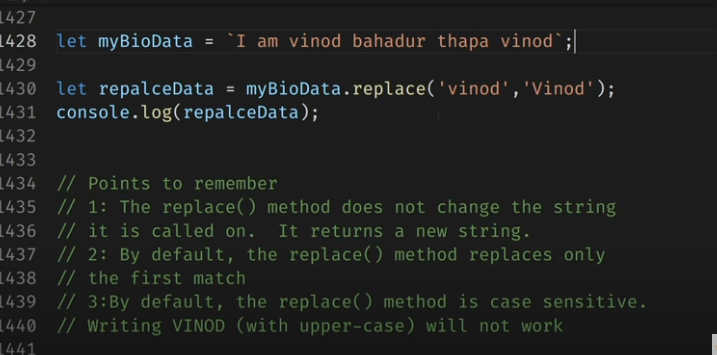 1427
1428 let myBioData = `I am vinod bahadur thapa vinod`;
1429
1430 let repalceData = myBioData.replace('vinod','Vinod');
1431 console.log(repalceData);
1432
1433
1434 // Points to remember
1435 // 1: The replace() method does not change the string
1436 // it is called on.  It returns a new string.
1437 // 2: By default, the replace() method replaces only
1438 // the first match
1439 // 3:By default, the replace() method is case sensitive.
1440 // Writing VINOD (with upper-case) will not work
1441